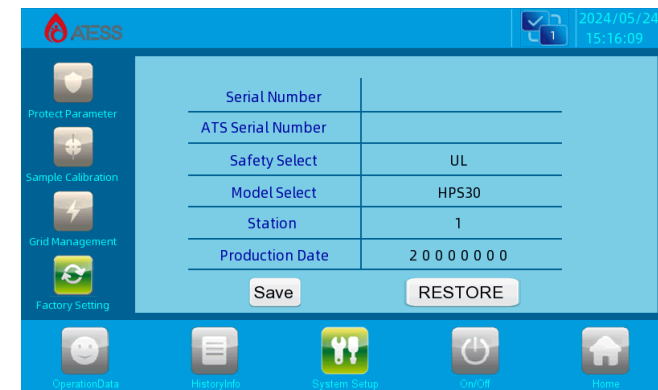 ATESS
1
2024/05/24
15:16:09
Protect Parameter
Sample Calibration
Grid Management
Factory Setting
Serial Number
ATS Serial Number
Safety Select UL
Model Select HPS30
Station 1
Production Date 20000000
Save RESTORE
OperationData HistoryInfo System Setup On/Off Home